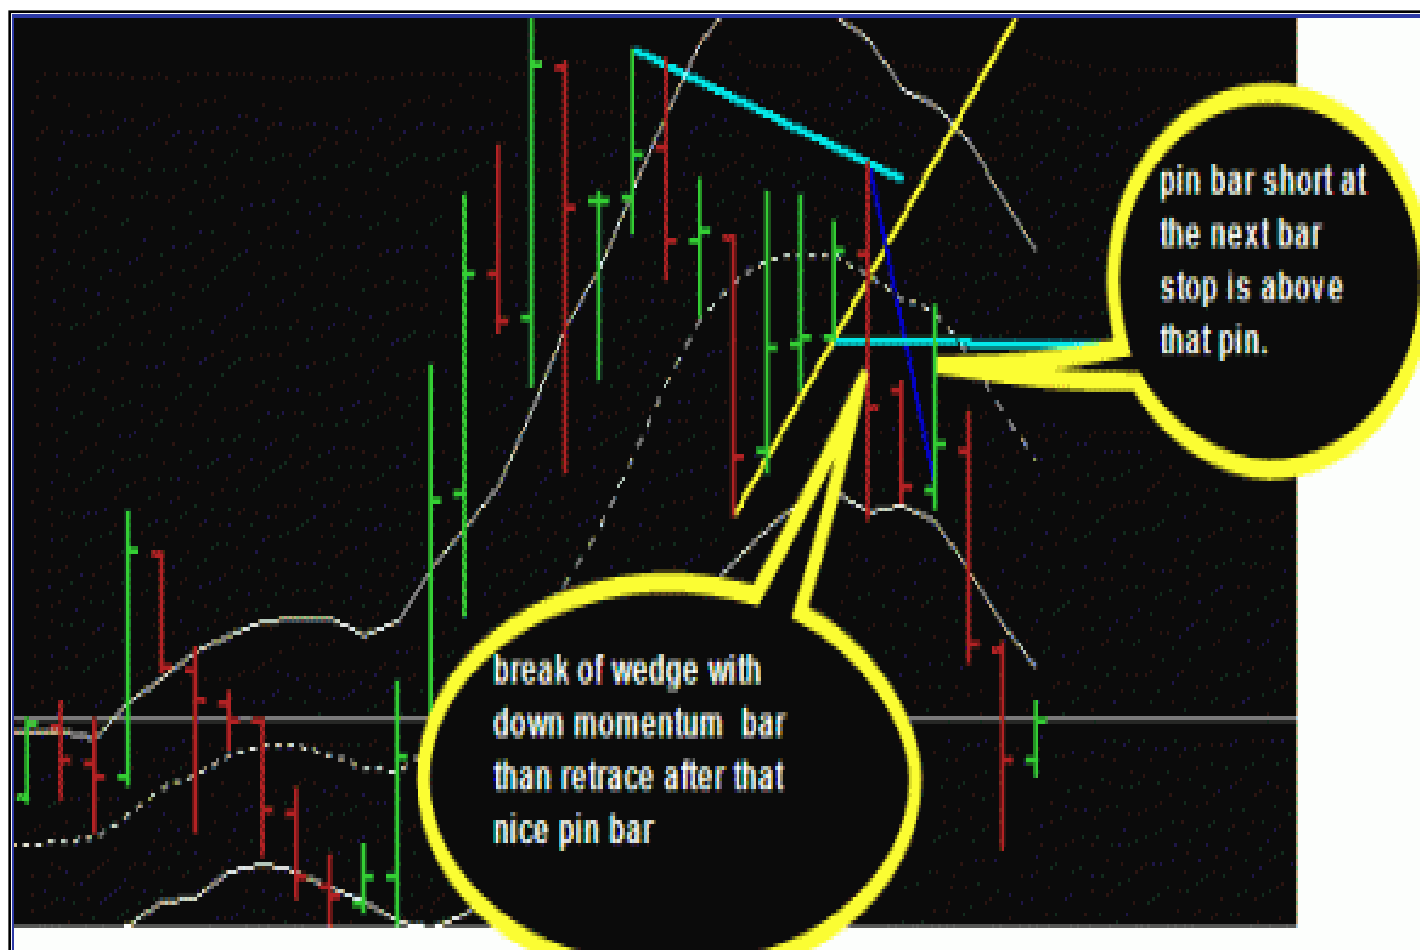 pin bar short at
the next bar
stop is above
that pin.
break of wedge with
down momentum bar
than retrace after that
nice pin bar